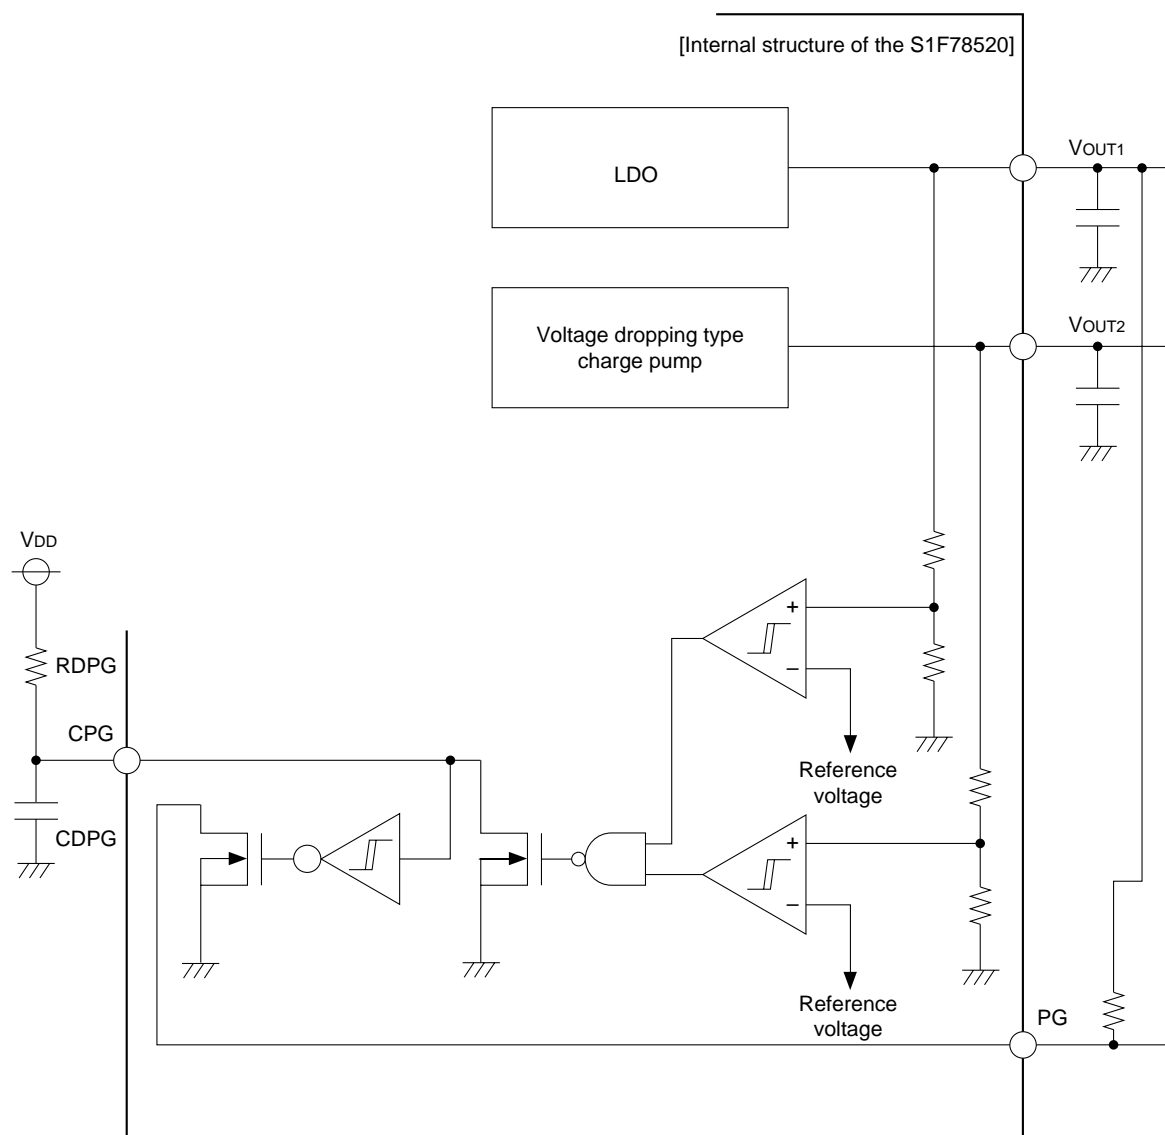 [Internal structure of the S1F78520]
LDO
VOUT1
Voltage dropping type
charge pump
VOUT2
VDD
RDPG
CPG
CDPG
+
−
Reference
voltage
+
−
Reference
voltage
PG